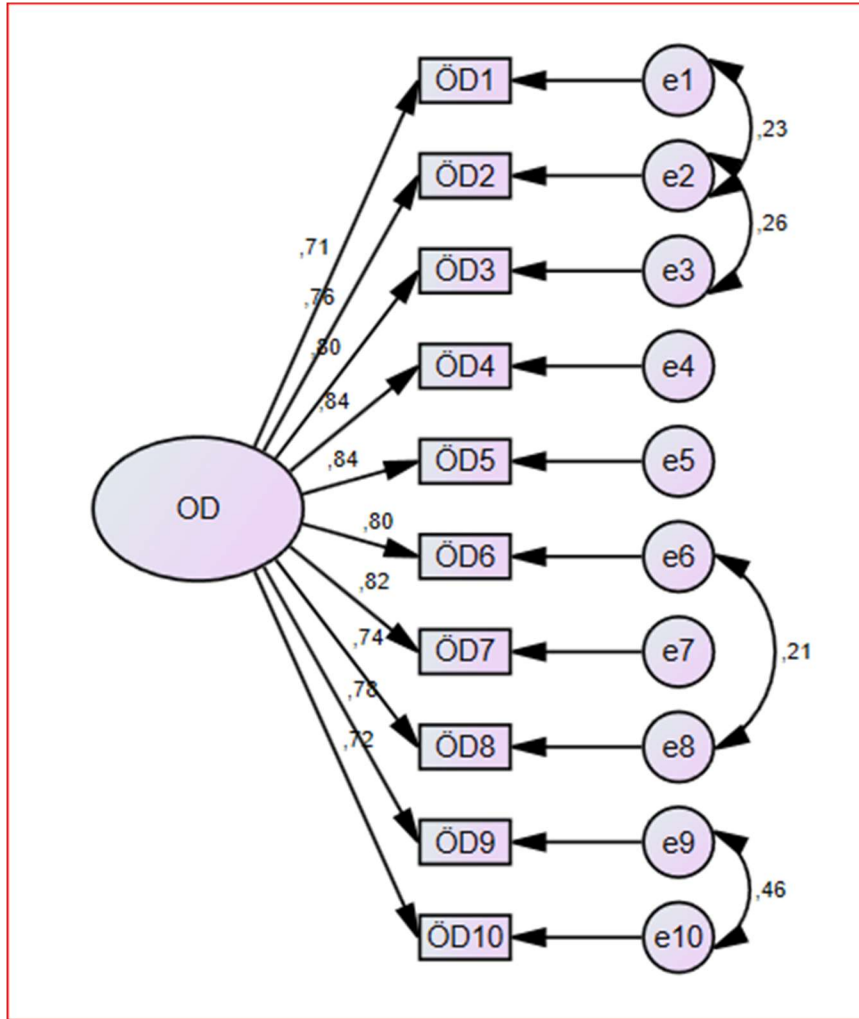 ÖD1
e1
,23
ÖD2
e2
,26
,71
ÖD3
e3
,76
,80
ÖD4
e4
,84
ÖD5
e5
,84
OD
,80
ÖD6
e6
,82
,74
ÖD7
e7
,21
,78
,72
ÖD8
e8
ÖD9
e9
,46
ÖD10
e10